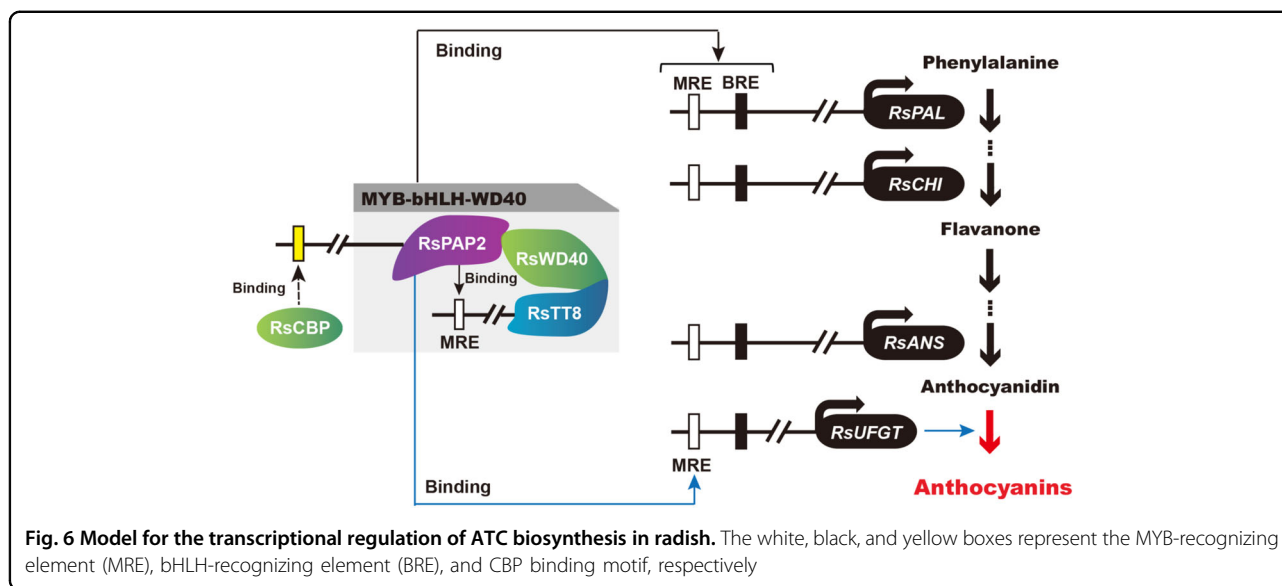 Binding
MRE BRE
Phenylalanine
RsPAL
RsCHI
MYB-bHLH-WD40
Flavanone
RsPAP2
RsWD40
Binding
Binding
RsCBP
RsTT8
MRE
RsANS
Anthocyanidin
RsUFGT
MRE
Binding
Anthocyanins
Fig. 6 Model for the transcriptional regulation of ATC biosynthesis in radish. The white, black, and yellow boxes represent the MYB-recognizing
element (MRE), bHLH-recognizing element (BRE), and CBP binding motif, respectively